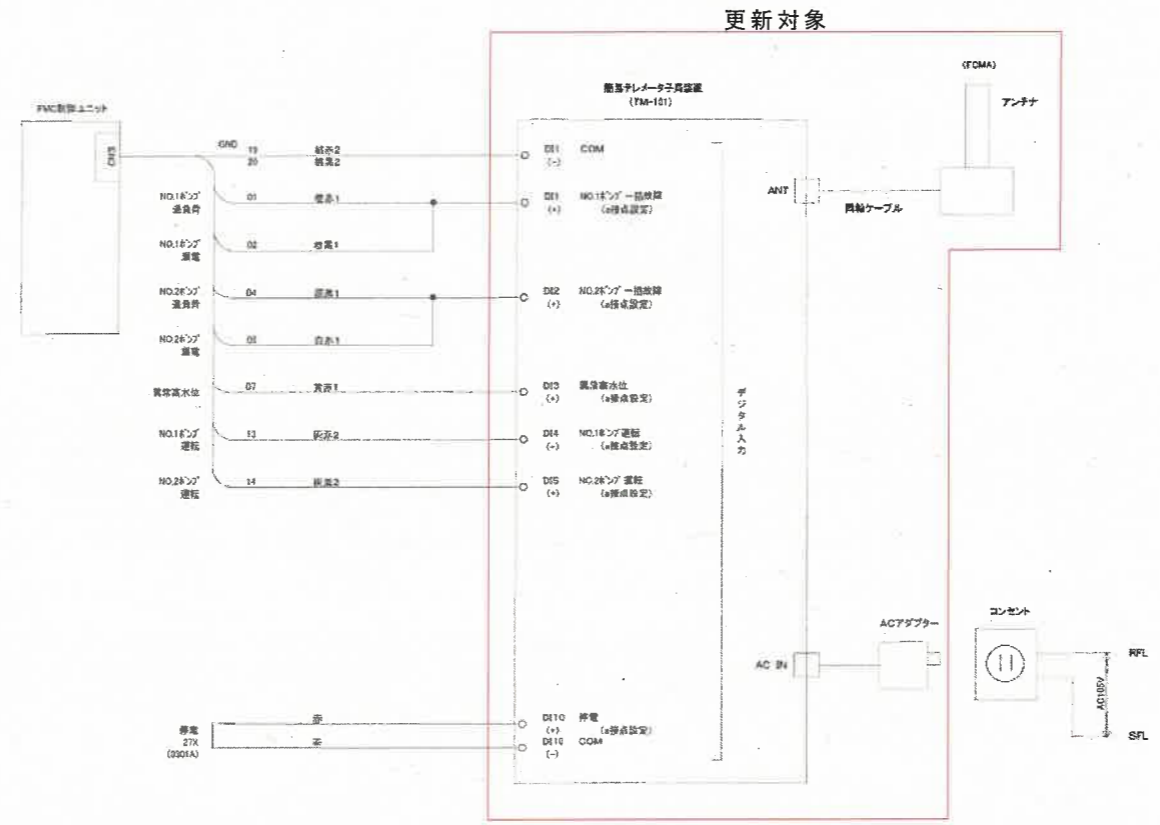 更新対象
(FOMA)
アンテナ
簡易テレメータ子局装置
(TM-101)
制御ユニット
CN3
GND 19
20
DI1 COM
(-)
ANT
同軸ケーブル
NO.1ポンプ
過負荷
01
DI1 NO.1ポンプ一括故障
(+) (a接点設定)
NO.1ポンプ
漏電
02
NO.2ポンプ
過負荷
04
DI2 NO.2ポンプ一括故障
(+) (a接点設定)
NO.2ポンプ
漏電
白赤1
異常高水位
07
黄赤1
DI3 異常高水位
(+) (a接点設定)
デジタル入力
NO.1ポンプ
運転
13
DI4 NO.1ポンプ運転
(-) (a接点設定)
NO.2ポンプ
運転
14
DI5 NO.2ポンプ運転
(+) (a接点設定)
コンセント
ACアダプター
AC IN
RFL
AC105V
SFL
停電
27X
(3301A)
赤
DI10 停電
(+) (a接点設定)
DI10 COM
(-)